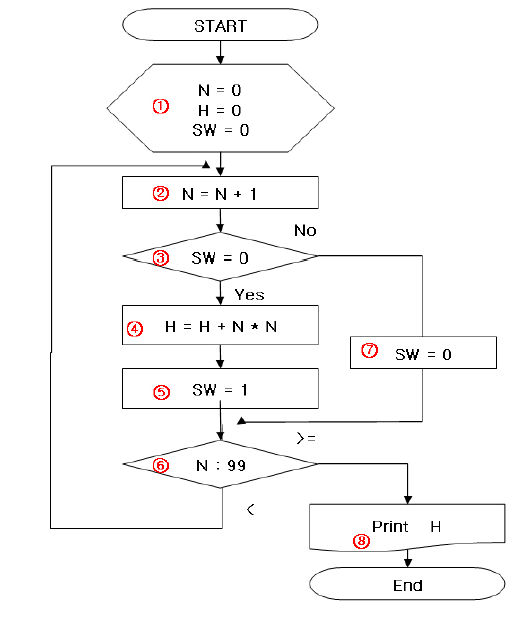 START
① N = 0
H = 0
SW = 0
② N = N + 1
No
③ SW = 0
Yes
④ H = H + N * N
⑦ SW = 0
⑤ SW = 1
>=
⑥ N : 99
<
Print H
⑧
End